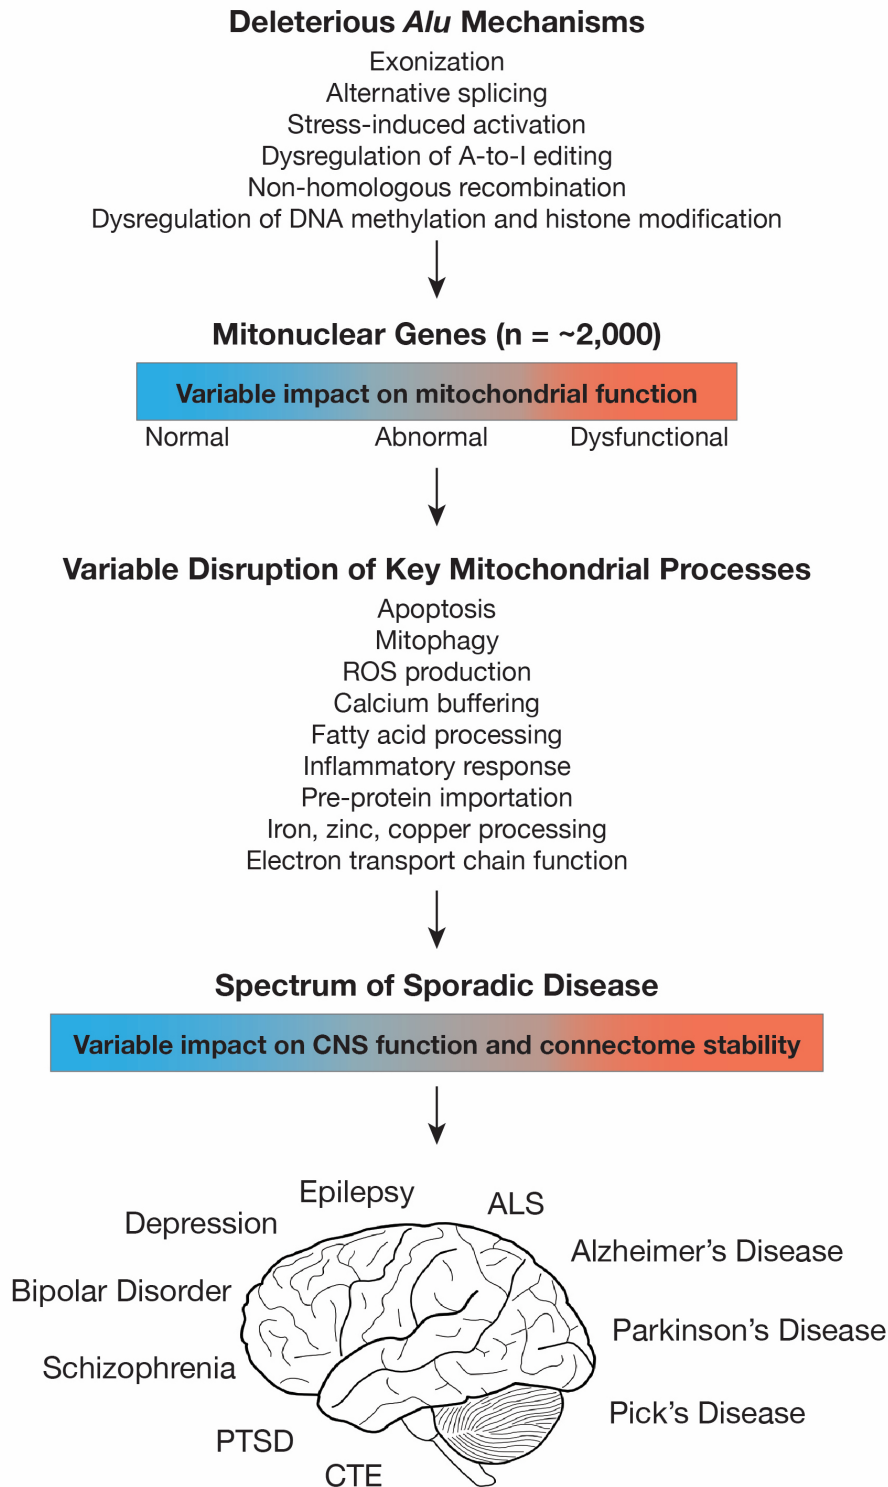 Deleterious Alu Mechanisms
Exonization
Alternative splicing
Stress-induced activation
Dysregulation of A-to-I editing
Non-homologous recombination
Dysregulation of DNA methylation and histone modification
Mitonuclear Genes (n = ~2,000)
Variable impact on mitochondrial function
Normal Abnormal Dysfunctional
Variable Disruption of Key Mitochondrial Processes
Apoptosis
Mitophagy
ROS production
Calcium buffering
Fatty acid processing
Inflammatory response
Pre-protein importation
Iron, zinc, copper processing
Electron transport chain function
Spectrum of Sporadic Disease
Variable impact on CNS function and connectome stability
Epilepsy
ALS
Depression
Alzheimer’s Disease
Bipolar Disorder
Parkinson’s Disease
Schizophrenia
Pick’s Disease
PTSD
CTE